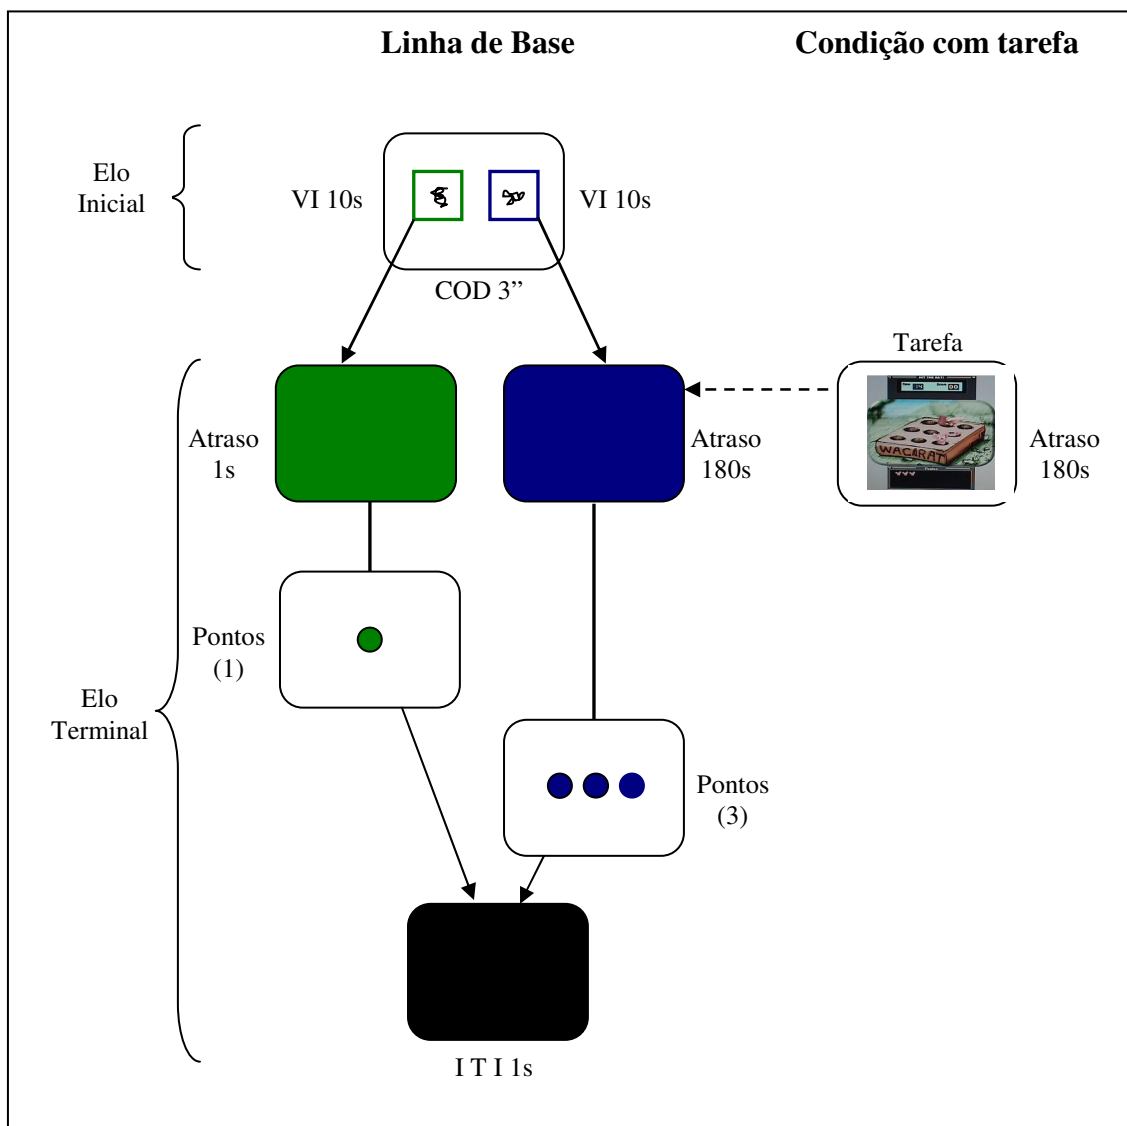 Linha de Base
Condição com tarefa
Elo
Inicial
VI 10s
VI 10s
COD 3”
Tarefa
Atraso
1s
Atraso
180s
WACARAT
Atraso
180s
Pontos
(1)
Elo
Terminal
Pontos
(3)
I T I 1s